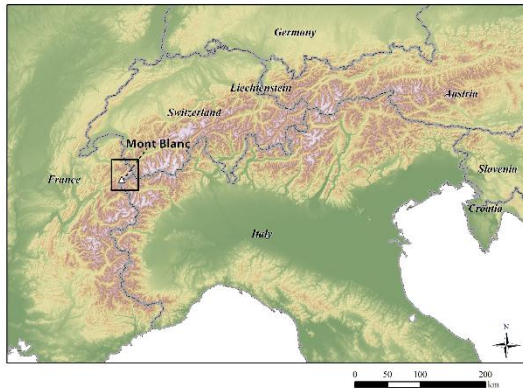 Germany
Liechtenstein
Austria
Switzerland
Mont Blanc
France
Slovenia
Croatia
Italy
N
0 50 100 200
km